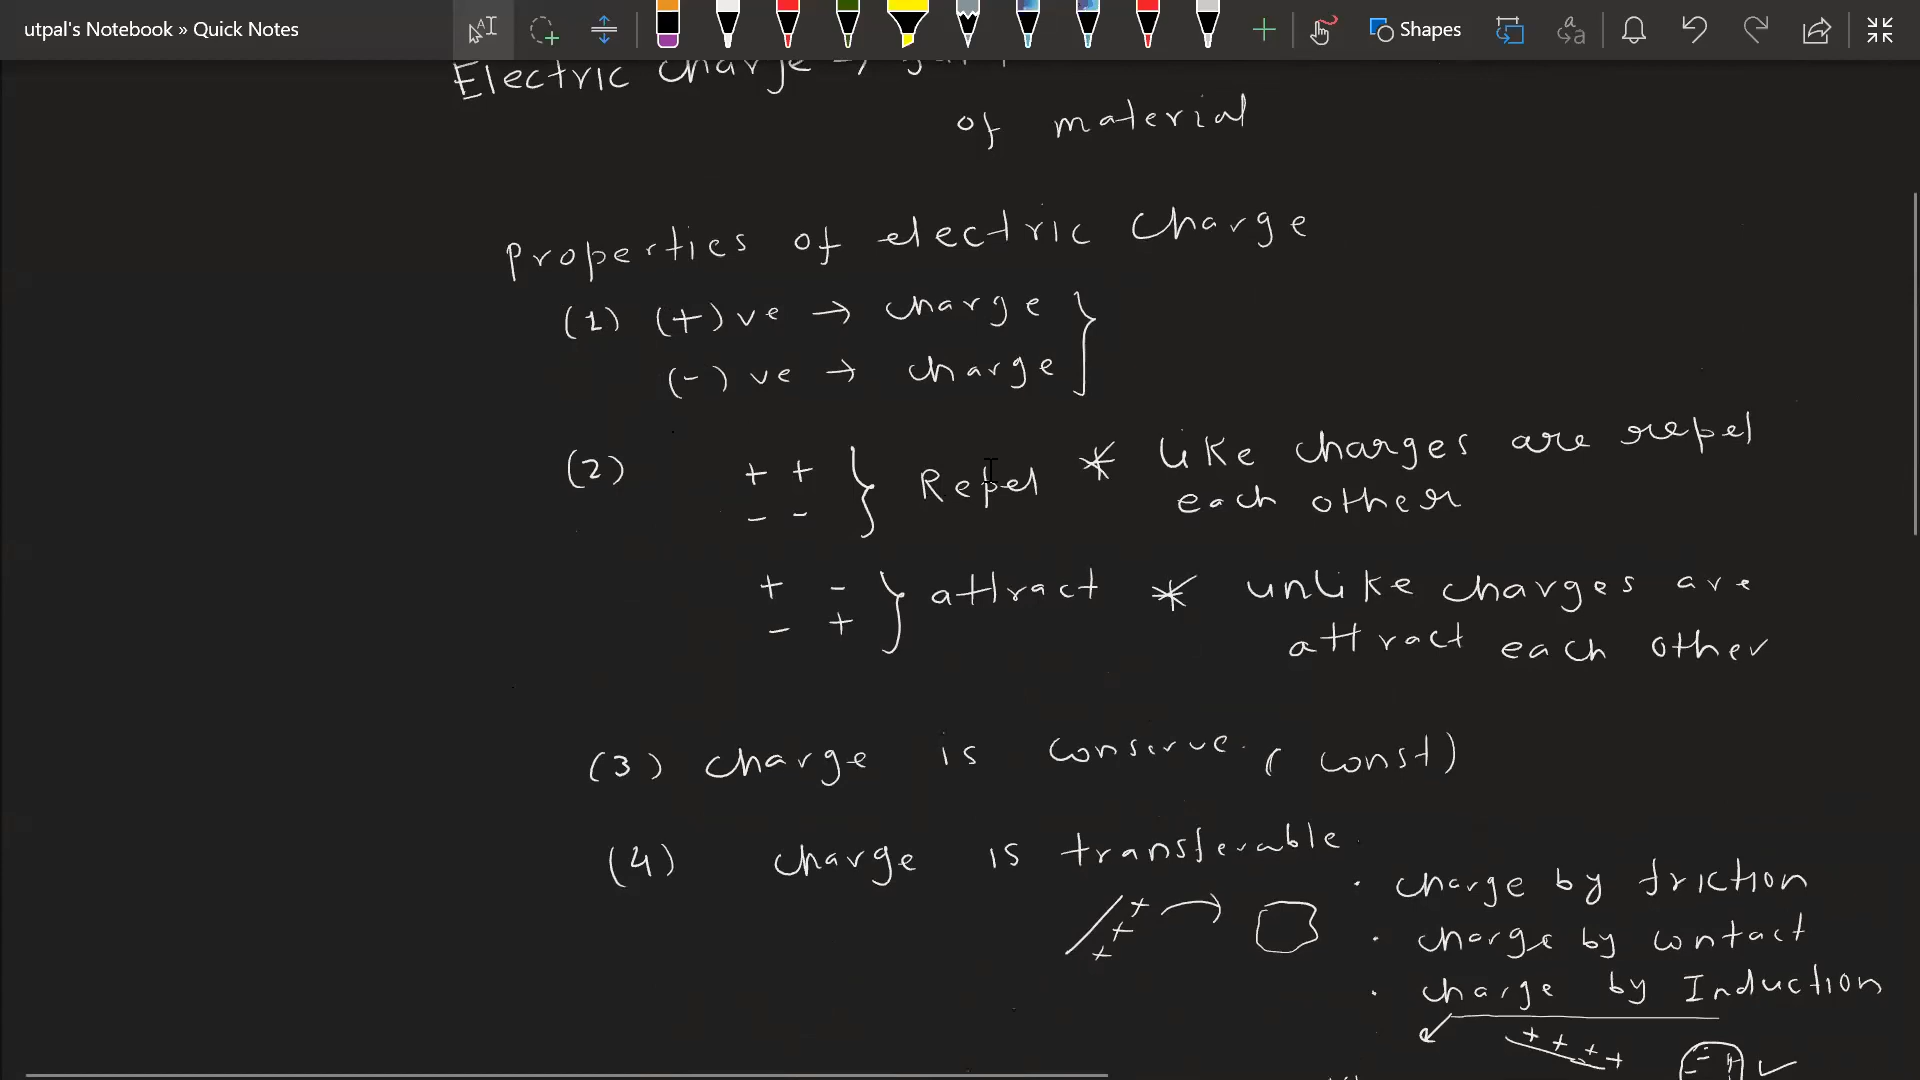 utpal's Notebook » Quick Notes
Shapes
Electric charge →
of material
Properties of electric charge
(1) (+)ve → charge
(-) ve → charge
(2) + + } Repel * like charges are repel
- - each other
+ - } attract * unlike charges are
- + attract each other
(3) charge is conserve. (const)
(4) charge is transferable.
+ + +
· charge by friction
· charge by contact
· charge by Induction
+ + + +